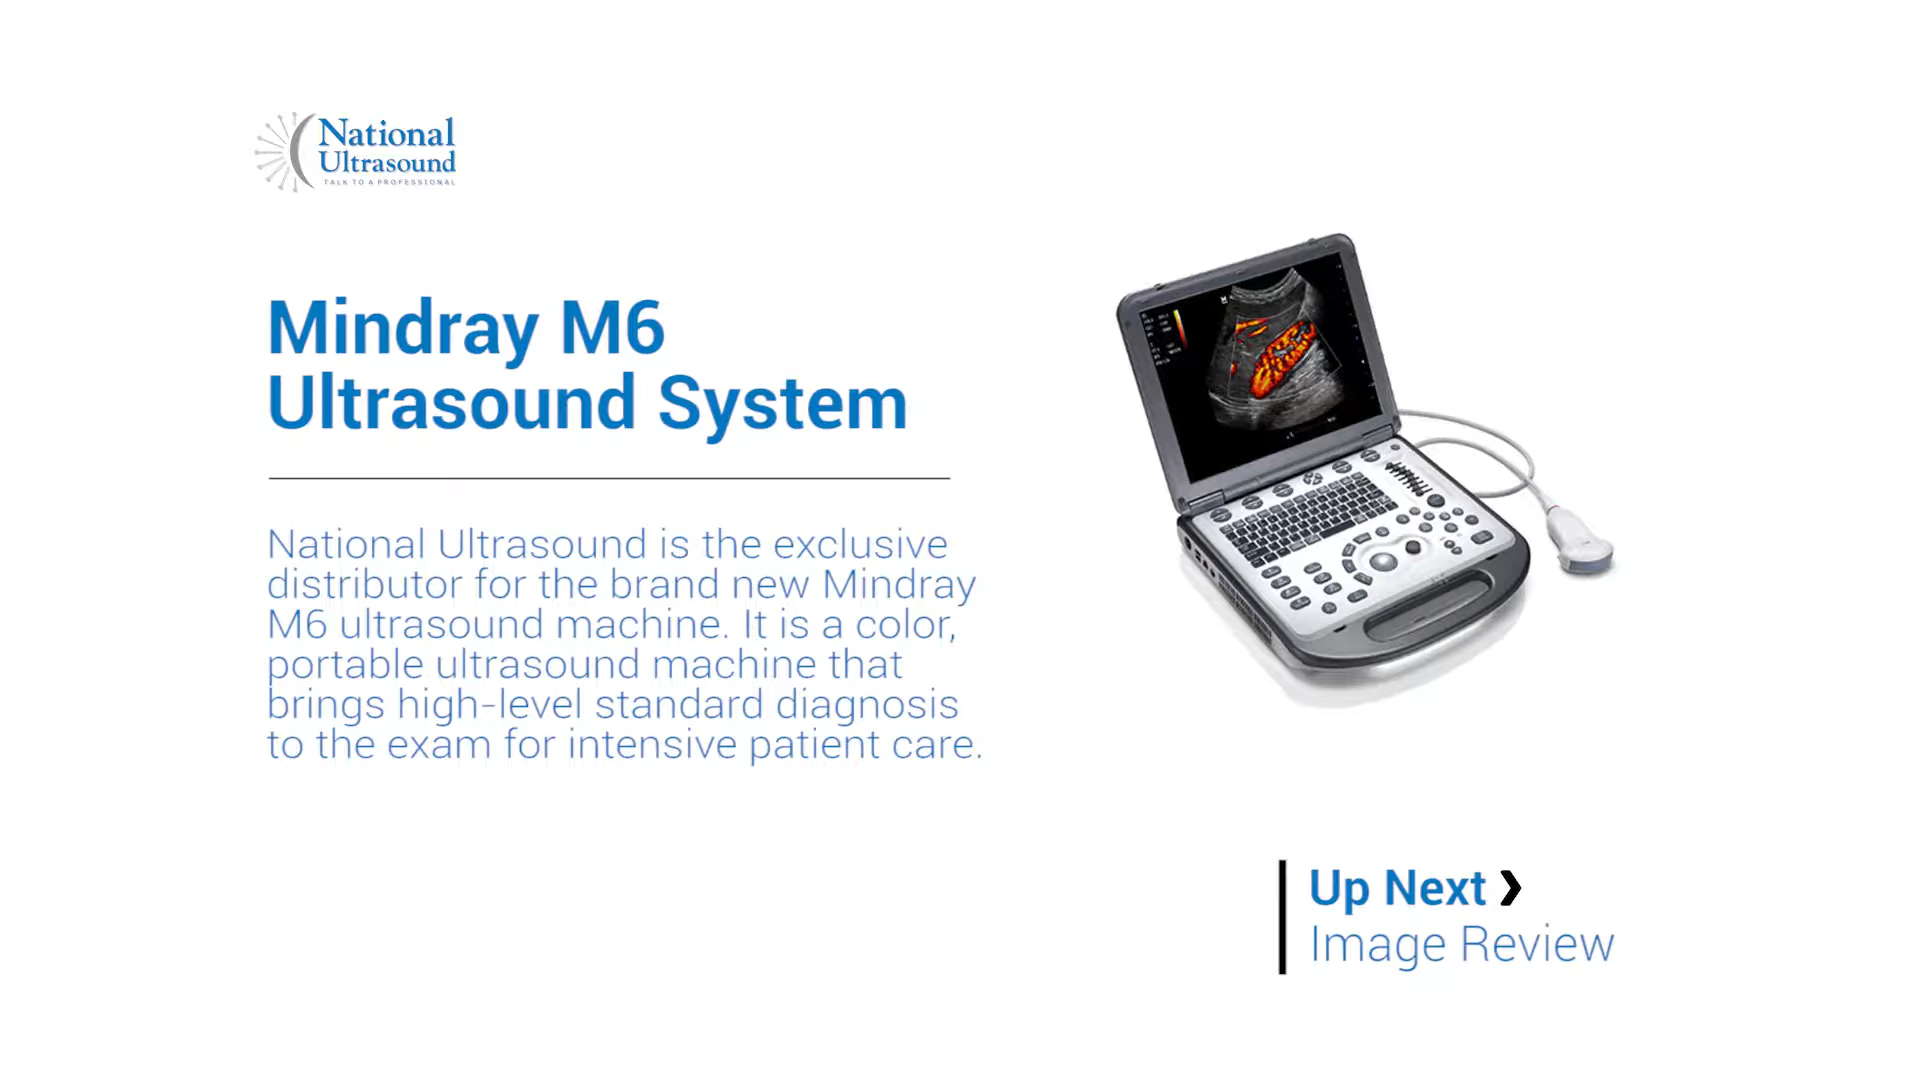 National
Ultrasound
TALK TO A PROFESSIONAL
Mindray M6
Ultrasound System
National Ultrasound is the exclusive
distributor for the brand new Mindray
M6 ultrasound machine. It is a color,
portable ultrasound machine that
brings high-level standard diagnosis
to the exam for intensive patient care.
Up Next
Image Review